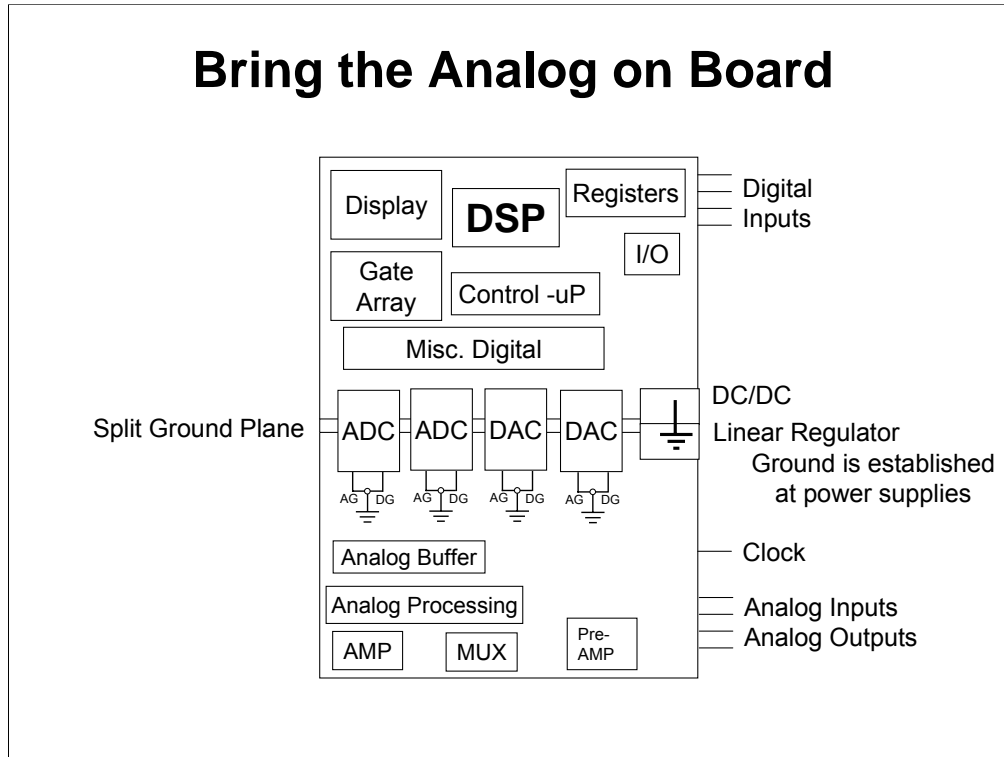 Bring the Analog on Board
Display
DSP
Registers
Digital
Inputs
I/O
Gate
Array
Control -uP
Misc. Digital
Split Ground Plane
ADC
ADC
DAC
DAC
DC/DC
Linear Regulator
Ground is established
at power supplies
AG DG
AG DG
AG DG
AG DG
Analog Buffer
Clock
Analog Processing
Analog Inputs
Analog Outputs
AMP
MUX
Pre-
AMP